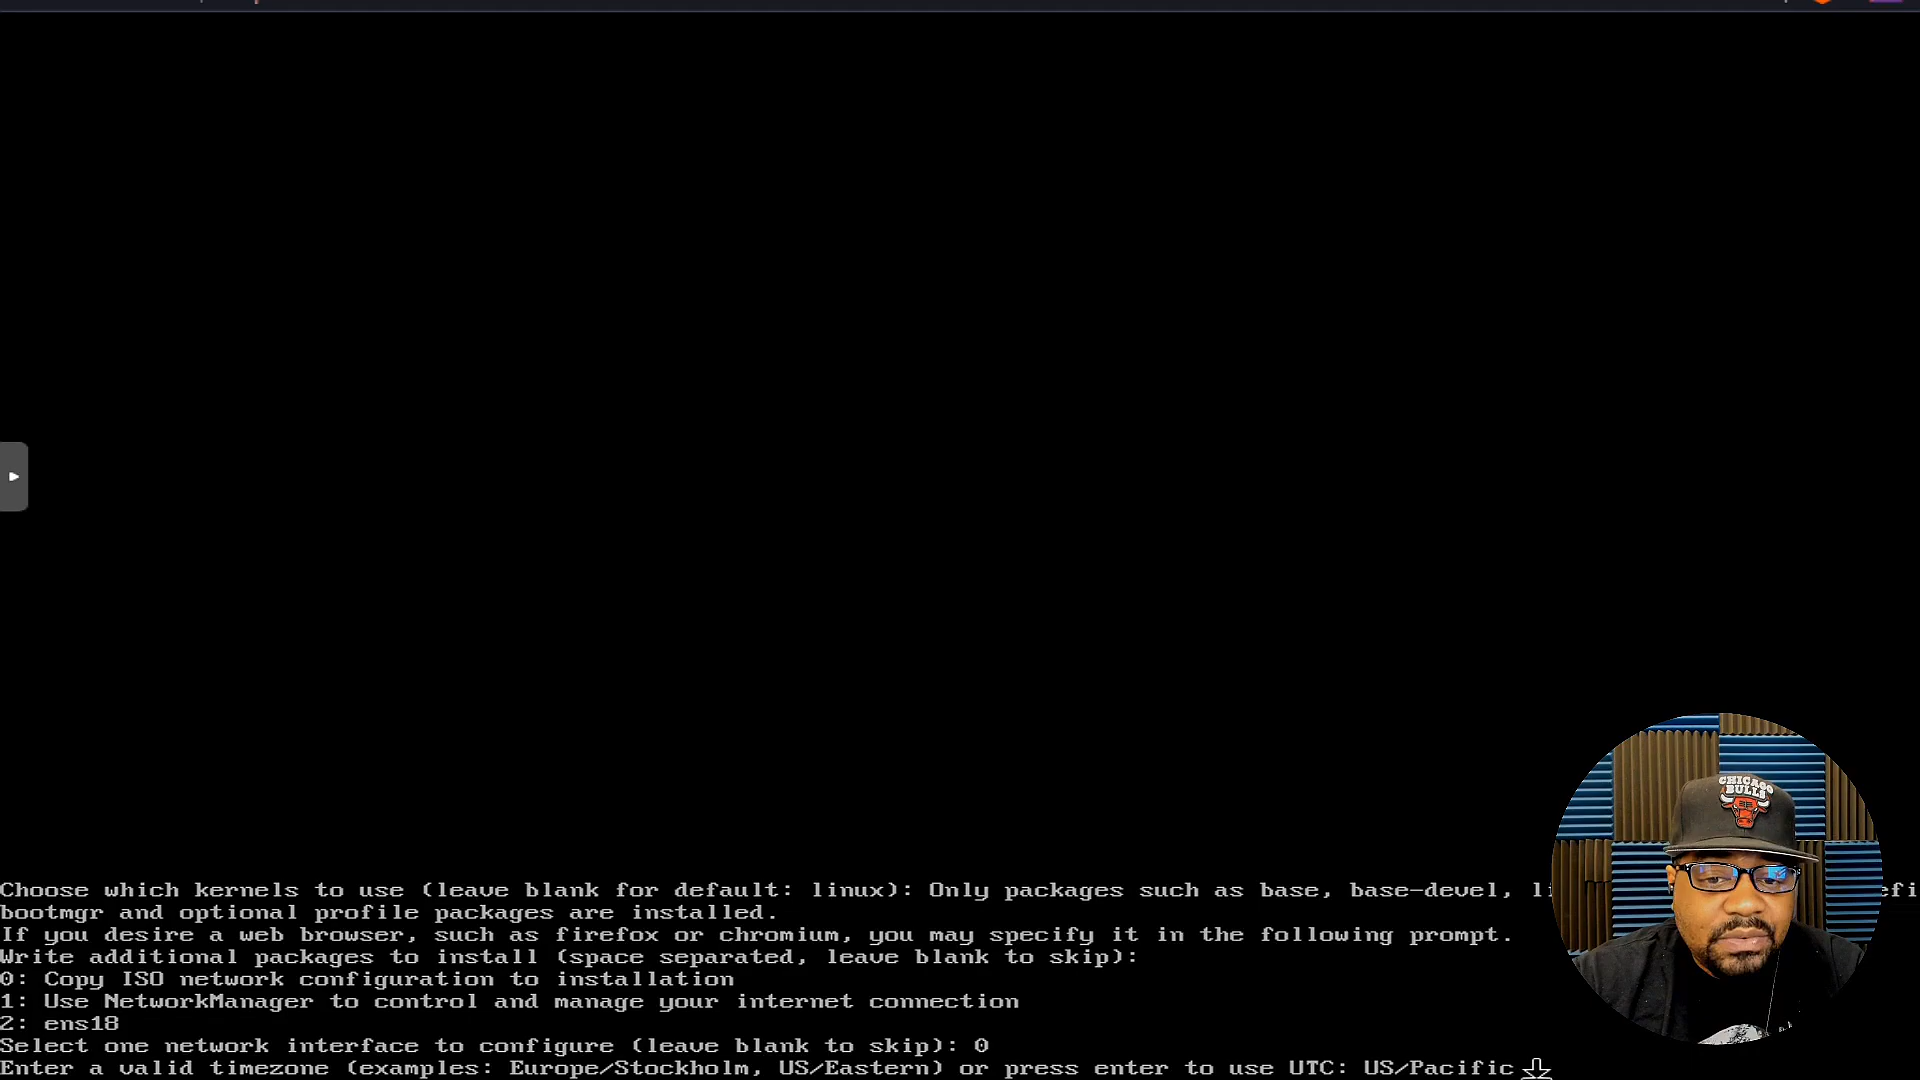 Choose which kernels to use (leave blank for default: linux): Only packages such as base, base-devel, efi
bootmgr and optional profile packages are installed.
If you desire a web browser, such as firefox or chromium, you may specify it in the following prompt.
Write additional packages to install (space separated, leave blank to skip):
0: Copy ISO network configuration to installation
1: Use NetworkManager to control and manage your internet connection
2: ens18
Select one network interface to configure (leave blank to skip): 0
Enter a valid timezone (examples: Europe/Stockholm, US/Eastern) or press enter to use UTC: US/Pacific
CHICAGO
BULLS